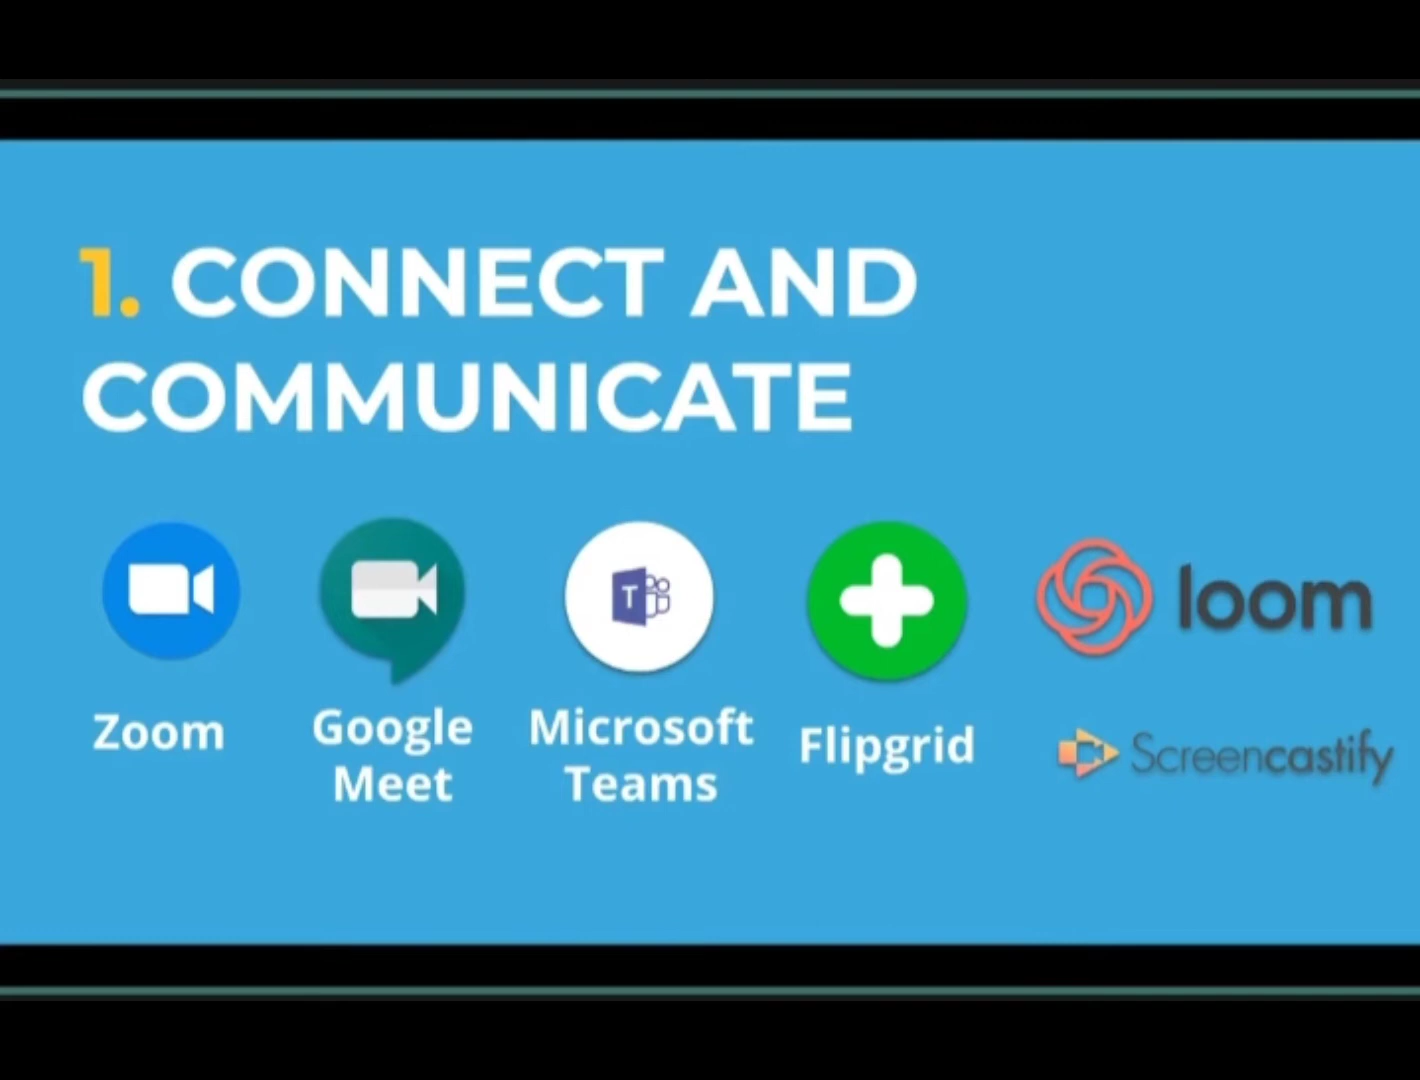 1. CONNECT AND
COMMUNICATE
Zoom
Google
Meet
T
Microsoft
Teams
Flipgrid
loom
Screencastify